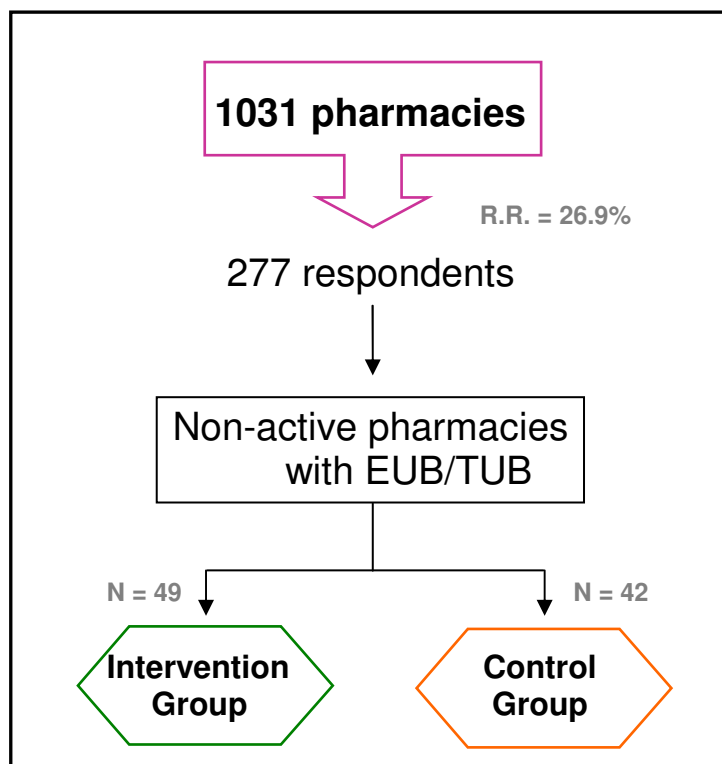 1031 pharmacies
R.R. = 26.9%
277 respondents
Non-active pharmacies
with EUB/TUB
N = 49
N = 42
Intervention
Group
Control
Group